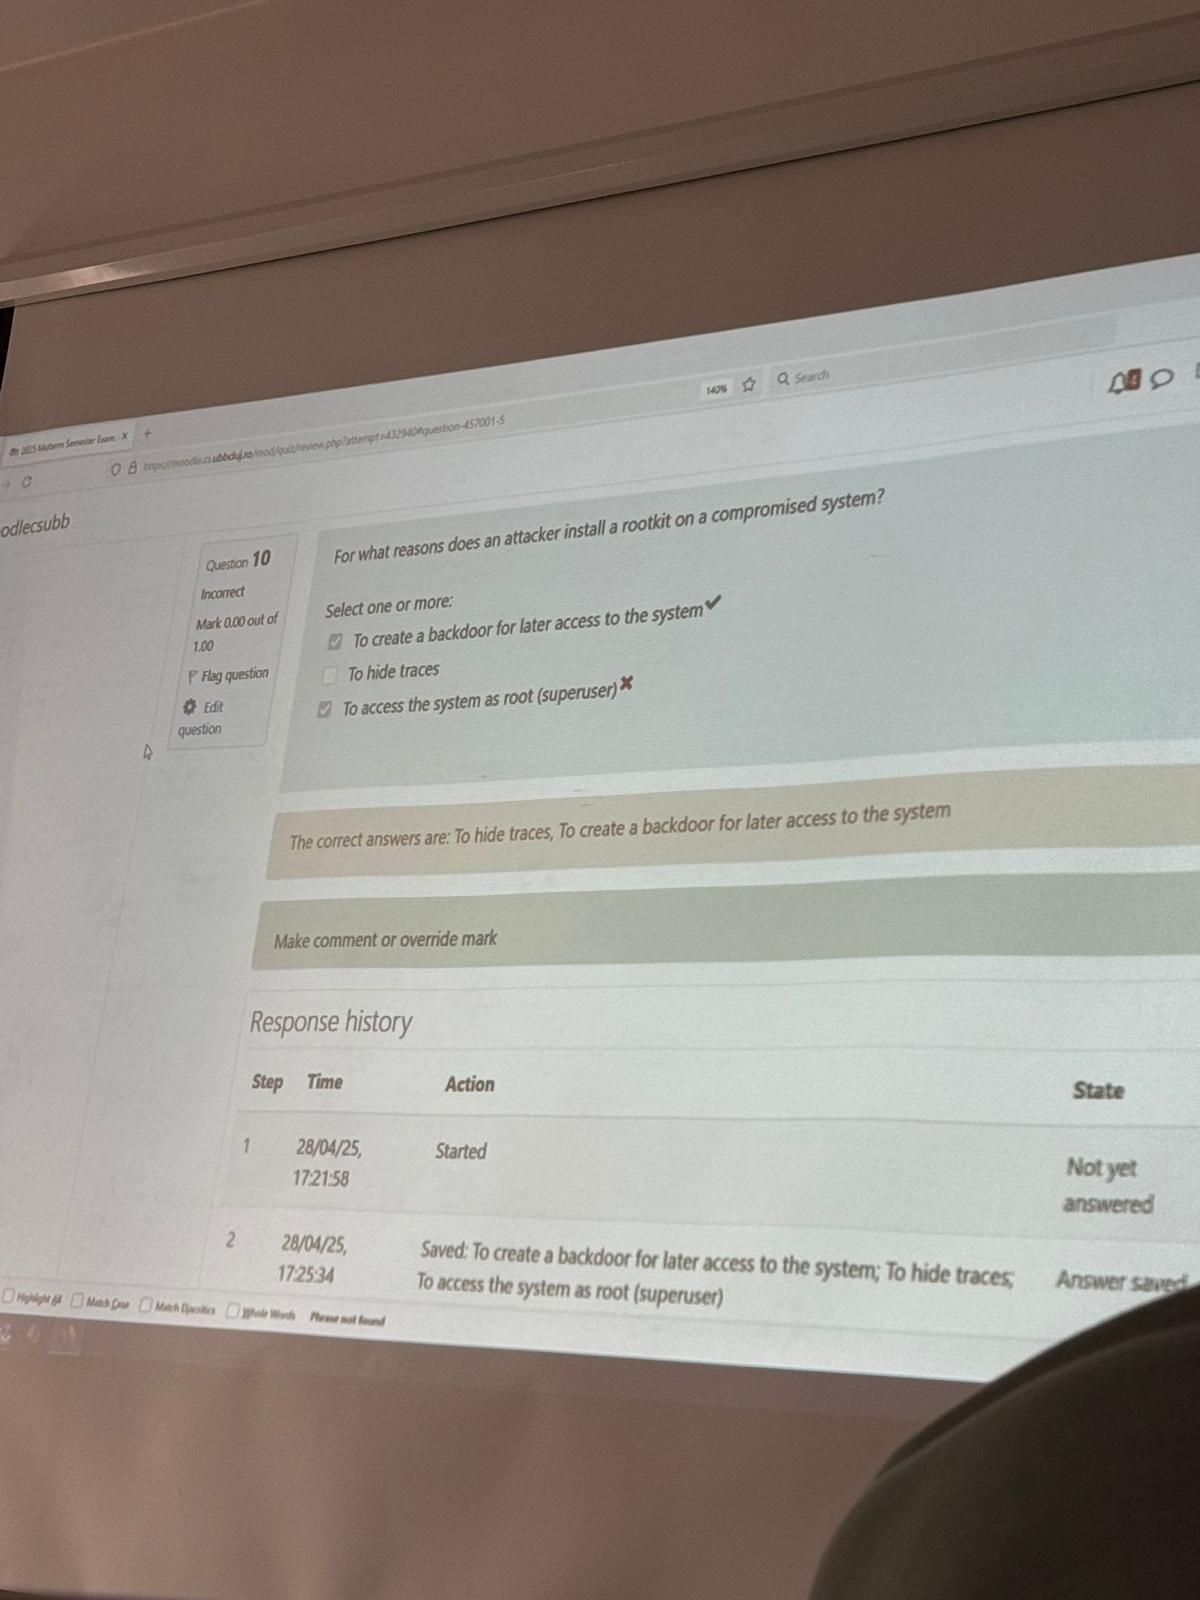 2025 Midterm Semester Exam: X +
https://moodle.cs.ubbcluj.ro/mod/quiz/review.php?attempt=432940#question-457001-5
140%
Search
odlecsubb
Question 10
Incorrect
Mark 0.00 out of
1.00
Flag question
Edit
question
For what reasons does an attacker install a rootkit on a compromised system?
Select one or more:
To create a backdoor for later access to the system
To hide traces
To access the system as root (superuser)
The correct answers are: To hide traces, To create a backdoor for later access to the system
Make comment or override mark
Response history
Step Time Action State
1 28/04/25, Started Not yet
17:21:58 answered
2 28/04/25, Saved: To create a backdoor for later access to the system; To hide traces; Answer saved
17:25:34 To access the system as root (superuser)
Highlight All Match Case Match Diacritics Whole Words Phrase not found